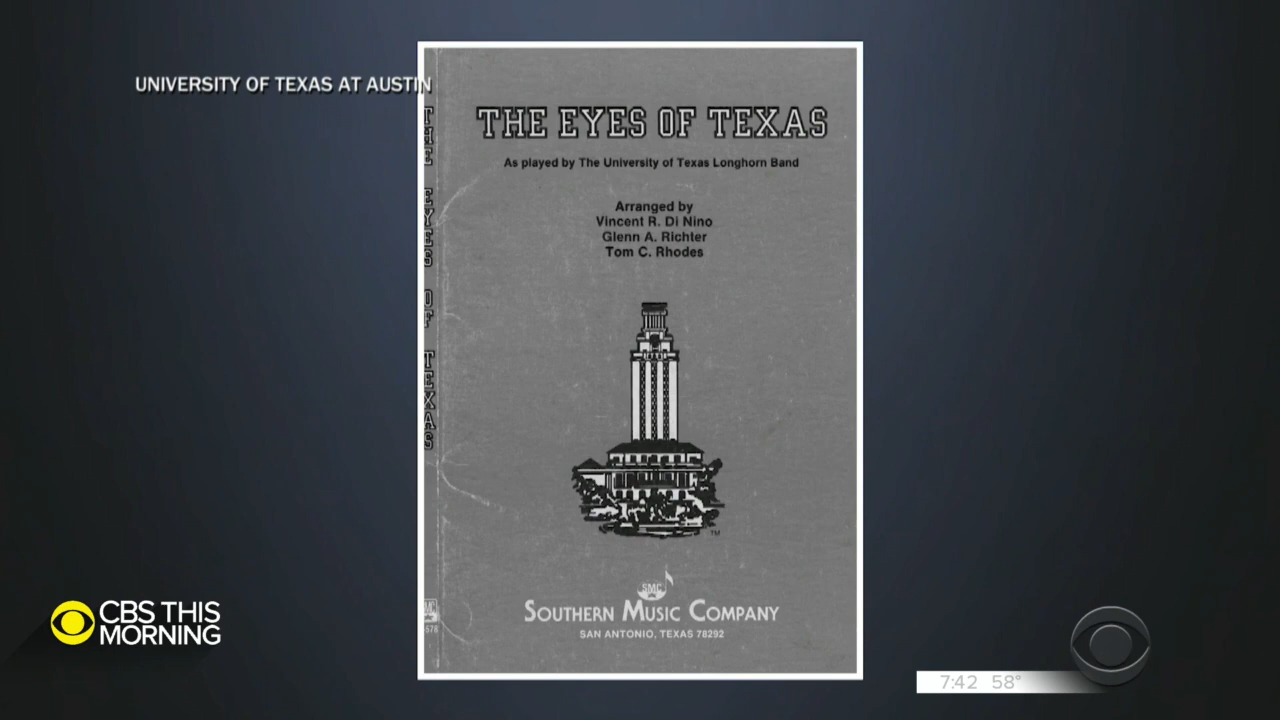 UNIVERSITY OF TEXAS AT AUSTIN
THE EYES OF TEXAS
THE EYES OF TEXAS
As played by The University of Texas Longhorn Band
Arranged by
Vincent R. Di Nino
Glenn A. Richter
Tom C. Rhodes
TM
SMC
SOUTHERN MUSIC COMPANY
SAN ANTONIO, TEXAS 78292
CBS THIS
MORNING
7:42 58°